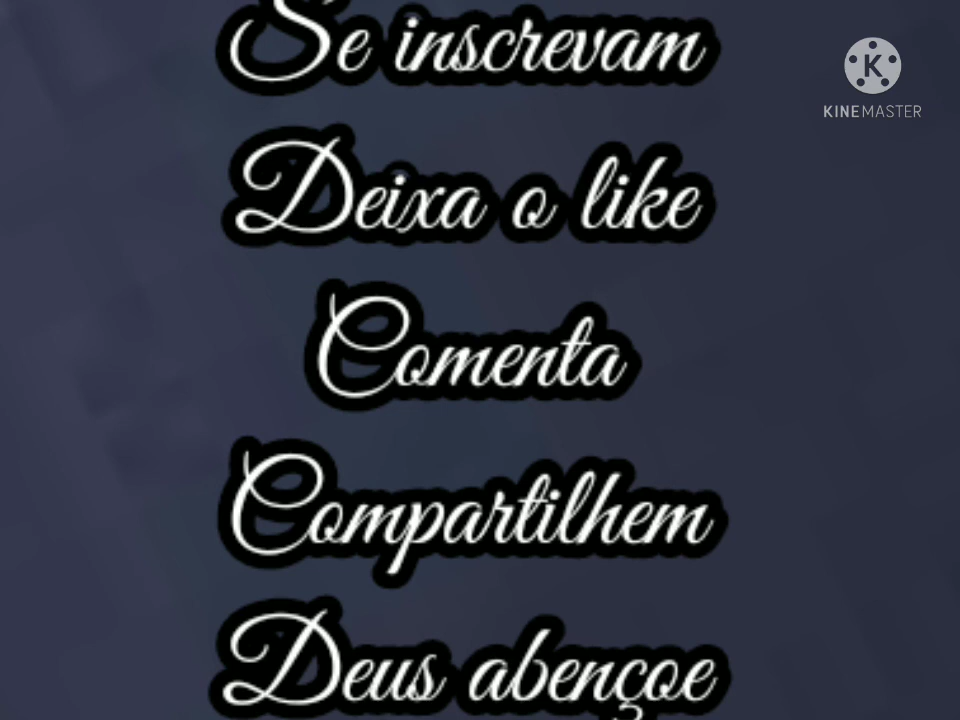 Se inscrevam
K
KINEMASTER
Deixa o like
Comenta
Compartilhem
Deus abençoe